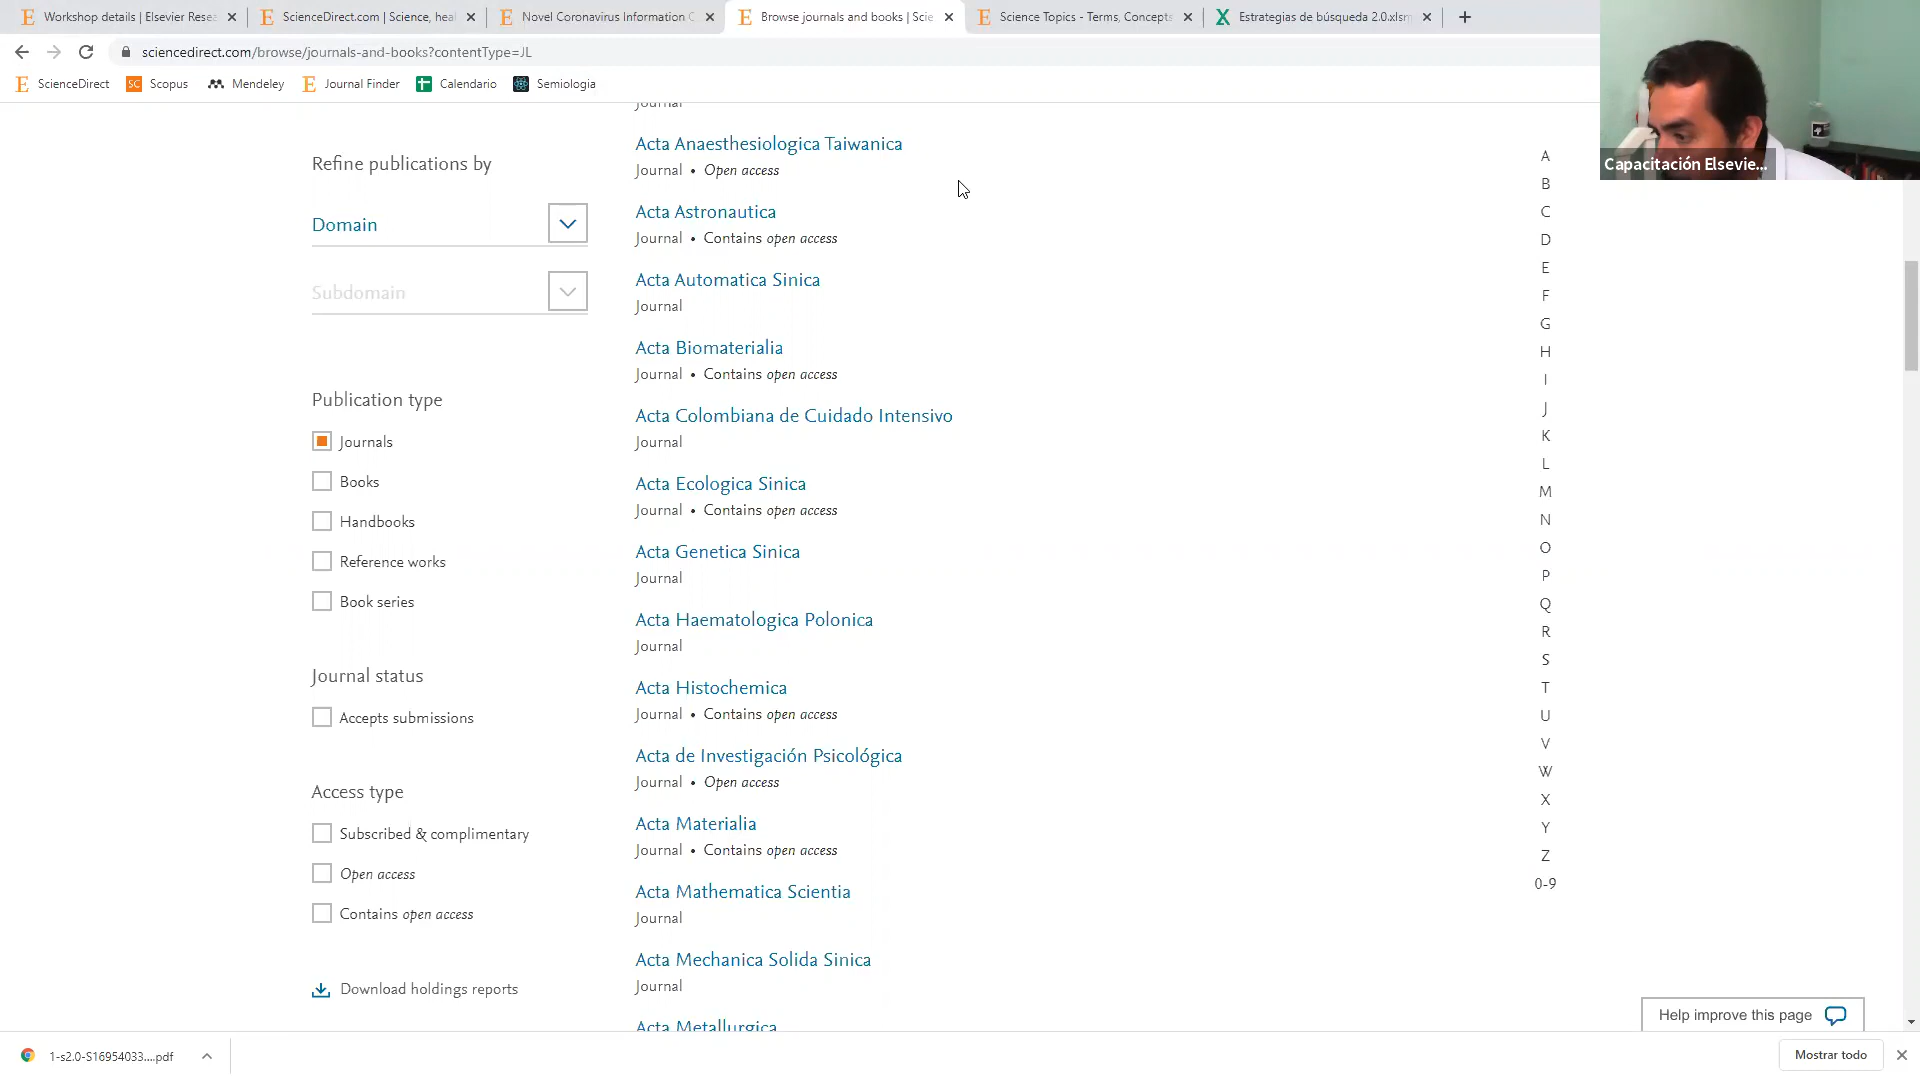 Workshop details | Elsevier Rese
ScienceDirect.com | Science, heal
Novel Coronavirus Information C
Browse journals and books | Scie
Science Topics - Terms, Concepts
Estrategias de búsqueda 2.0.xlsm
sciencedirect.com/browse/journals-and-books?contentType=JL
ScienceDirect
Scopus
Mendeley
Journal Finder
Calendario
Semiologia
Capacitación Elsevie...
Refine publications by
Domain
Subdomain
Publication type
Journals
Books
Handbooks
Reference works
Book series
Journal status
Accepts submissions
Access type
Subscribed & complimentary
Open access
Contains open access
Download holdings reports
Journal
Acta Anaesthesiologica Taiwanica
Journal • Open access
Acta Astronautica
Journal • Contains open access
Acta Automatica Sinica
Journal
Acta Biomaterialia
Journal • Contains open access
Acta Colombiana de Cuidado Intensivo
Journal
Acta Ecologica Sinica
Journal • Contains open access
Acta Genetica Sinica
Journal
Acta Haematologica Polonica
Journal
Acta Histochemica
Journal • Contains open access
Acta de Investigación Psicológica
Journal • Open access
Acta Materialia
Journal • Contains open access
Acta Mathematica Scientia
Journal
Acta Mechanica Solida Sinica
Journal
Acta Metallurgica
A
B
C
D
E
F
G
H
I
J
K
L
M
N
O
P
Q
R
S
T
U
V
W
X
Y
Z
0-9
Help improve this page
1-s2.0-S16954033....pdf
Mostrar todo